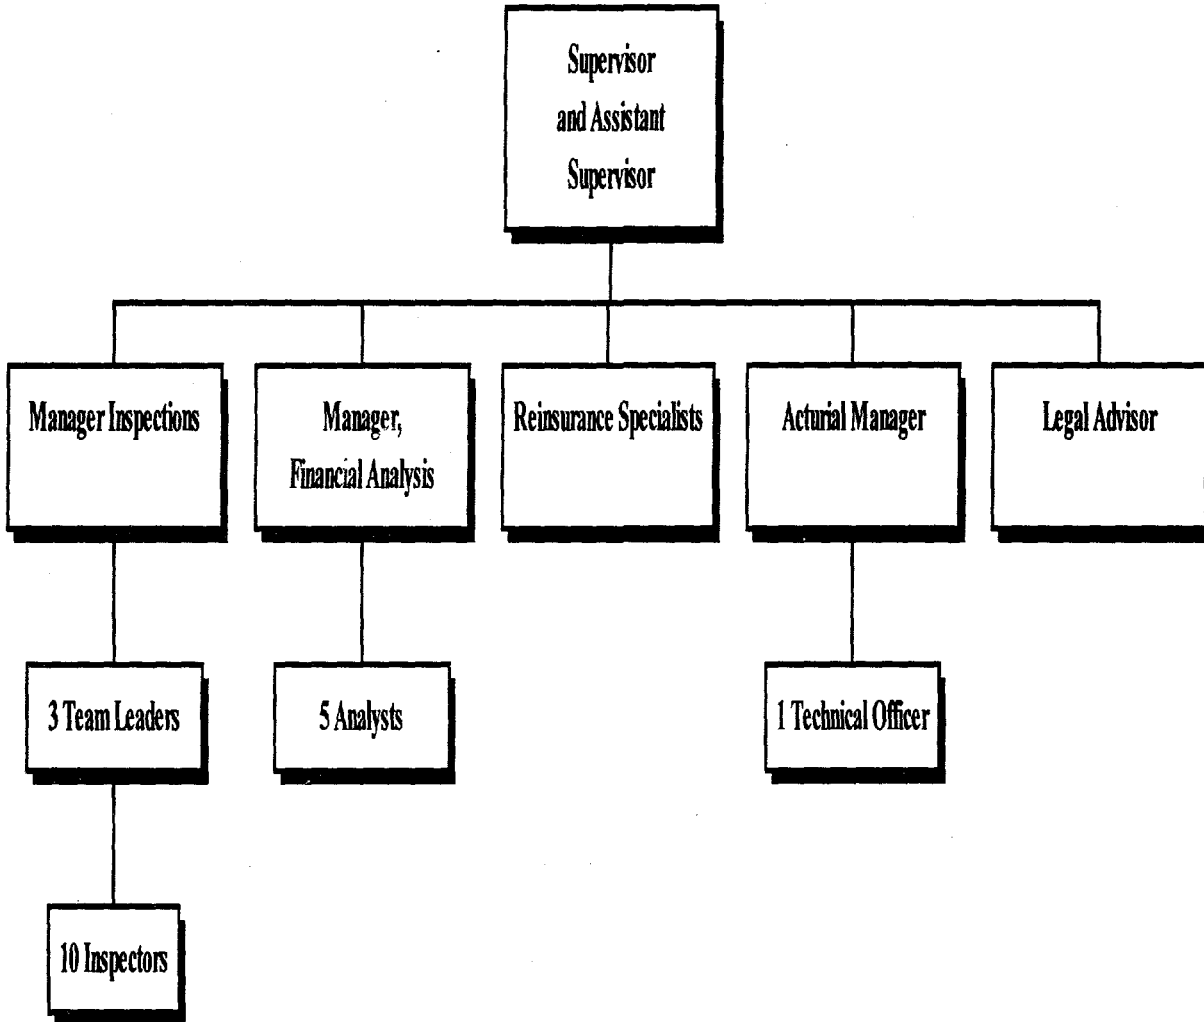 Supervisor
and Assistant
Supervisor
Manager Inspections
Manager,
Financial Analysis
Reinsurance Specialists
Acturial Manager
Legal Advisor
3 Team Leaders
5 Analysts
1 Technical Officer
10 Inspectors